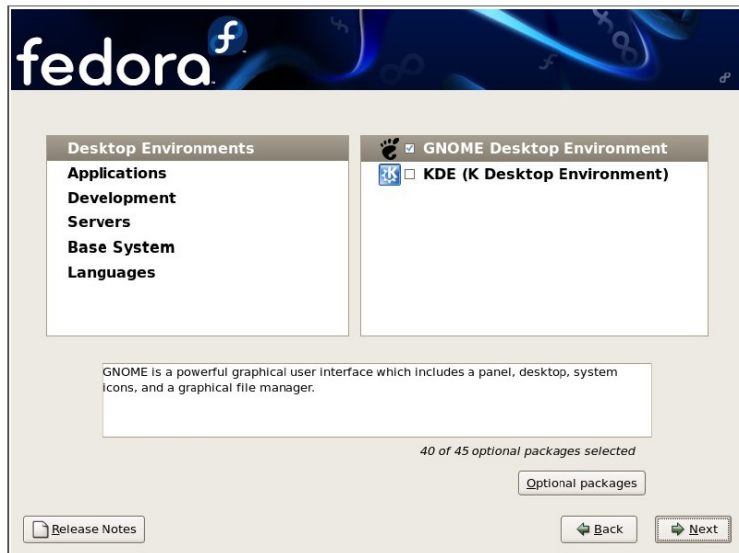 fedora
Desktop Environments
Applications
Development
Servers
Base System
Languages
GNOME Desktop Environment
KDE (K Desktop Environment)
GNOME is a powerful graphical user interface which includes a panel, desktop, system
icons, and a graphical file manager.
40 of 45 optional packages selected
Optional packages
Release Notes
Back
Next